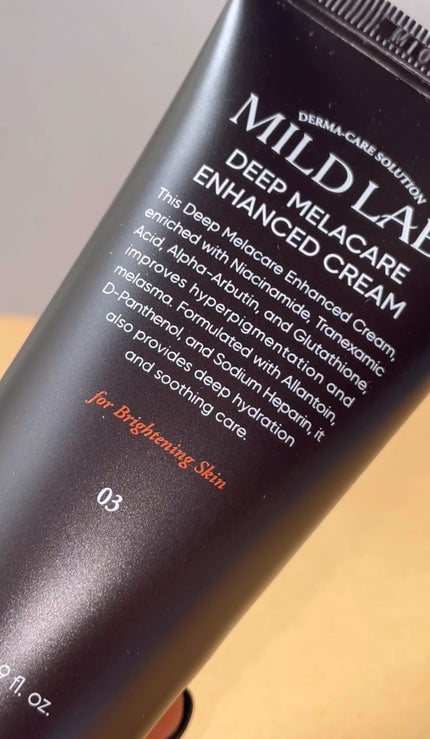 DERMA-CARE SOLUTION
MILD LAB
DEEP MELACARE
ENHANCED CREAM
This Deep Melacare Enhanced Cream,
enriched with Niacinamide, Tranexamic
Acid, Alpha-Arbutin, and Glutathione,
improves hyperpigmentation and
melasma. Formulated with Allantoin,
D-Panthenol, and Sodium Heparin, it
also provides deep hydration
and soothing care.
for Brightening Skin
03
fl. oz.